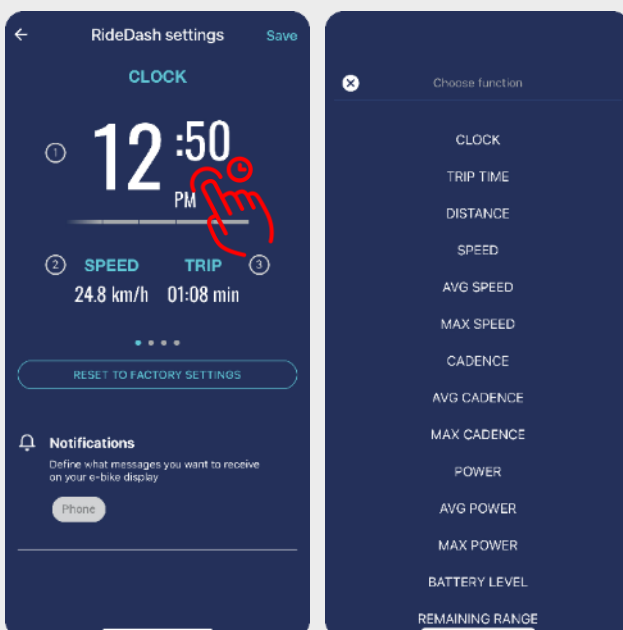 RideDash settings
Save
CLOCK
1
12 :50
PM
2 SPEED
TRIP 3
24.8 km/h
01:08 min
RESET TO FACTORY SETTINGS
Notifications
Define what messages you want to receive
on your e-bike display
Phone
Choose function
CLOCK
TRIP TIME
DISTANCE
SPEED
AVG SPEED
MAX SPEED
CADENCE
AVG CADENCE
MAX CADENCE
POWER
AVG POWER
MAX POWER
BATTERY LEVEL
REMAINING RANGE